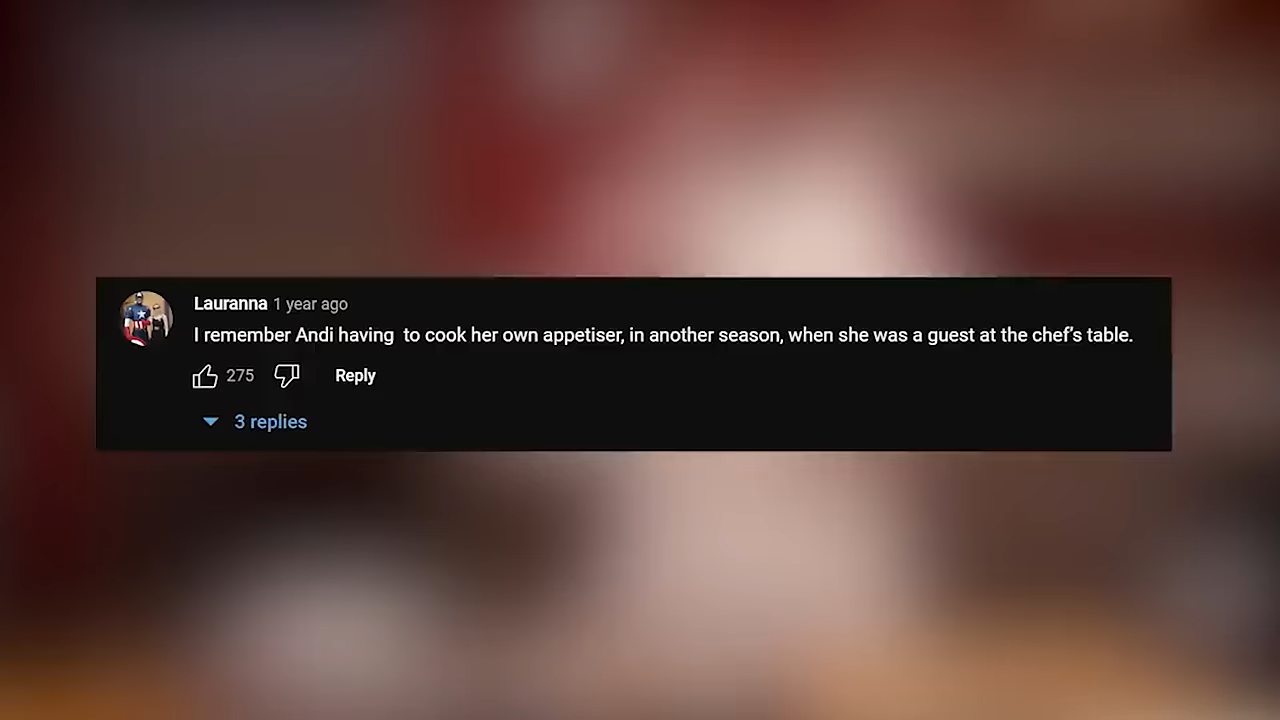 Lauranna 1 year ago
I remember Andi having  to cook her own appetiser, in another season, when she was a guest at the chef's table.
275 Reply
3 replies